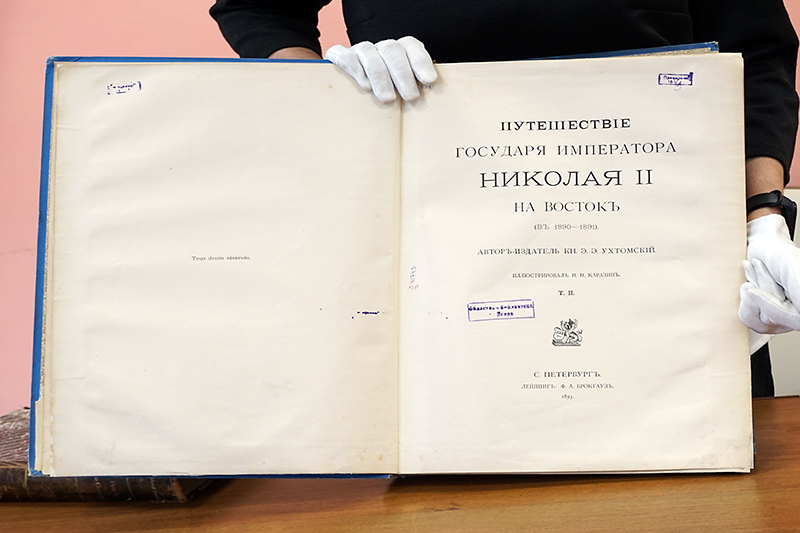 Tous droits réservés.
ПУТЕШЕСТВІЕ
ГОСУДАРЯ ИМПЕРАТОРА
НИКОЛАЯ II
НА ВОСТОКЪ
(ВЪ 1890—1891).
АВТОРЪ-ИЗДАТЕЛЬ КН. Э. Э. УХТОМСКІЙ.
ИЛЛЮСТРИРОВАЛЪ Н. Н. КАРАЗИНЪ.
Т. II.
С. ПЕТЕРБУРГЪ.
ЛЕЙПЦИГЪ: Ф. А. БРОКГАУЗЪ.